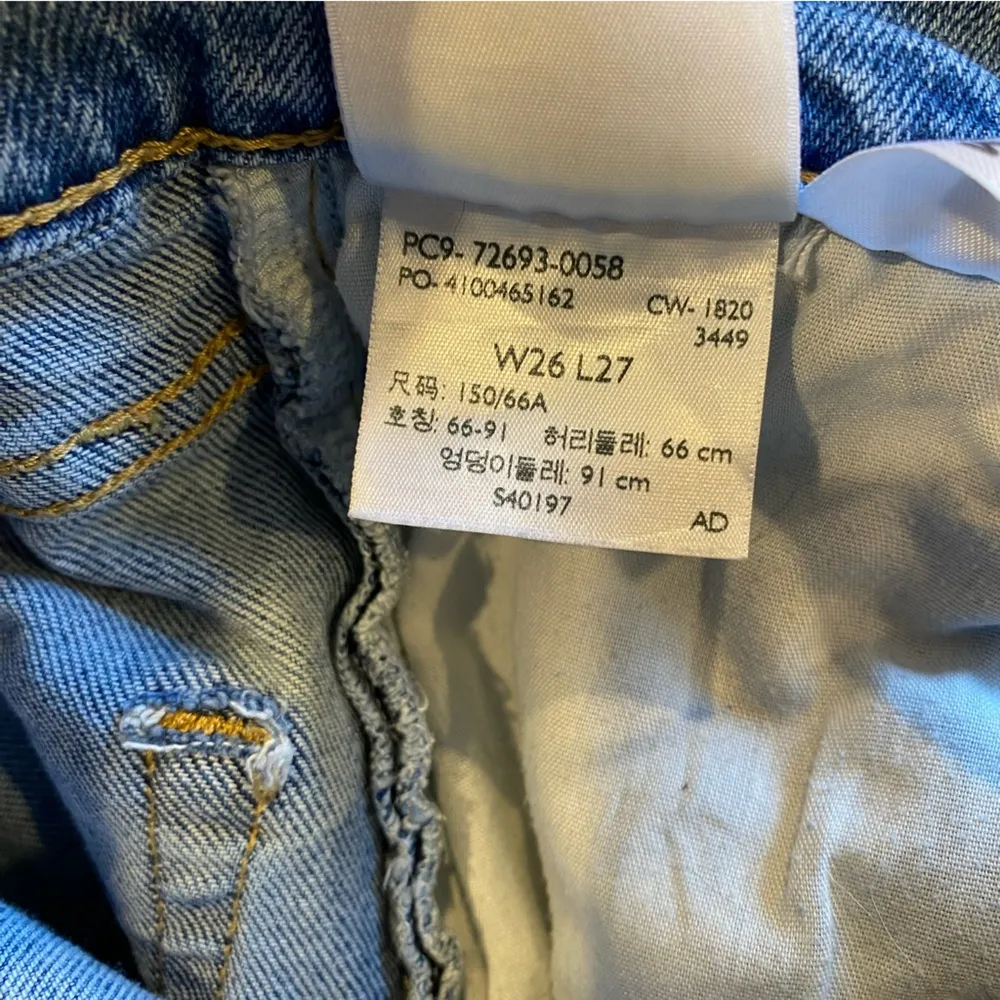 PC9- 72693-0058
PO- 4100465162 CW- 1820
3449
W26 L27
尺码: 150/66A
호칭: 66-91 허리둘레: 66 cm
엉덩이둘레: 91 cm
S40197
AD